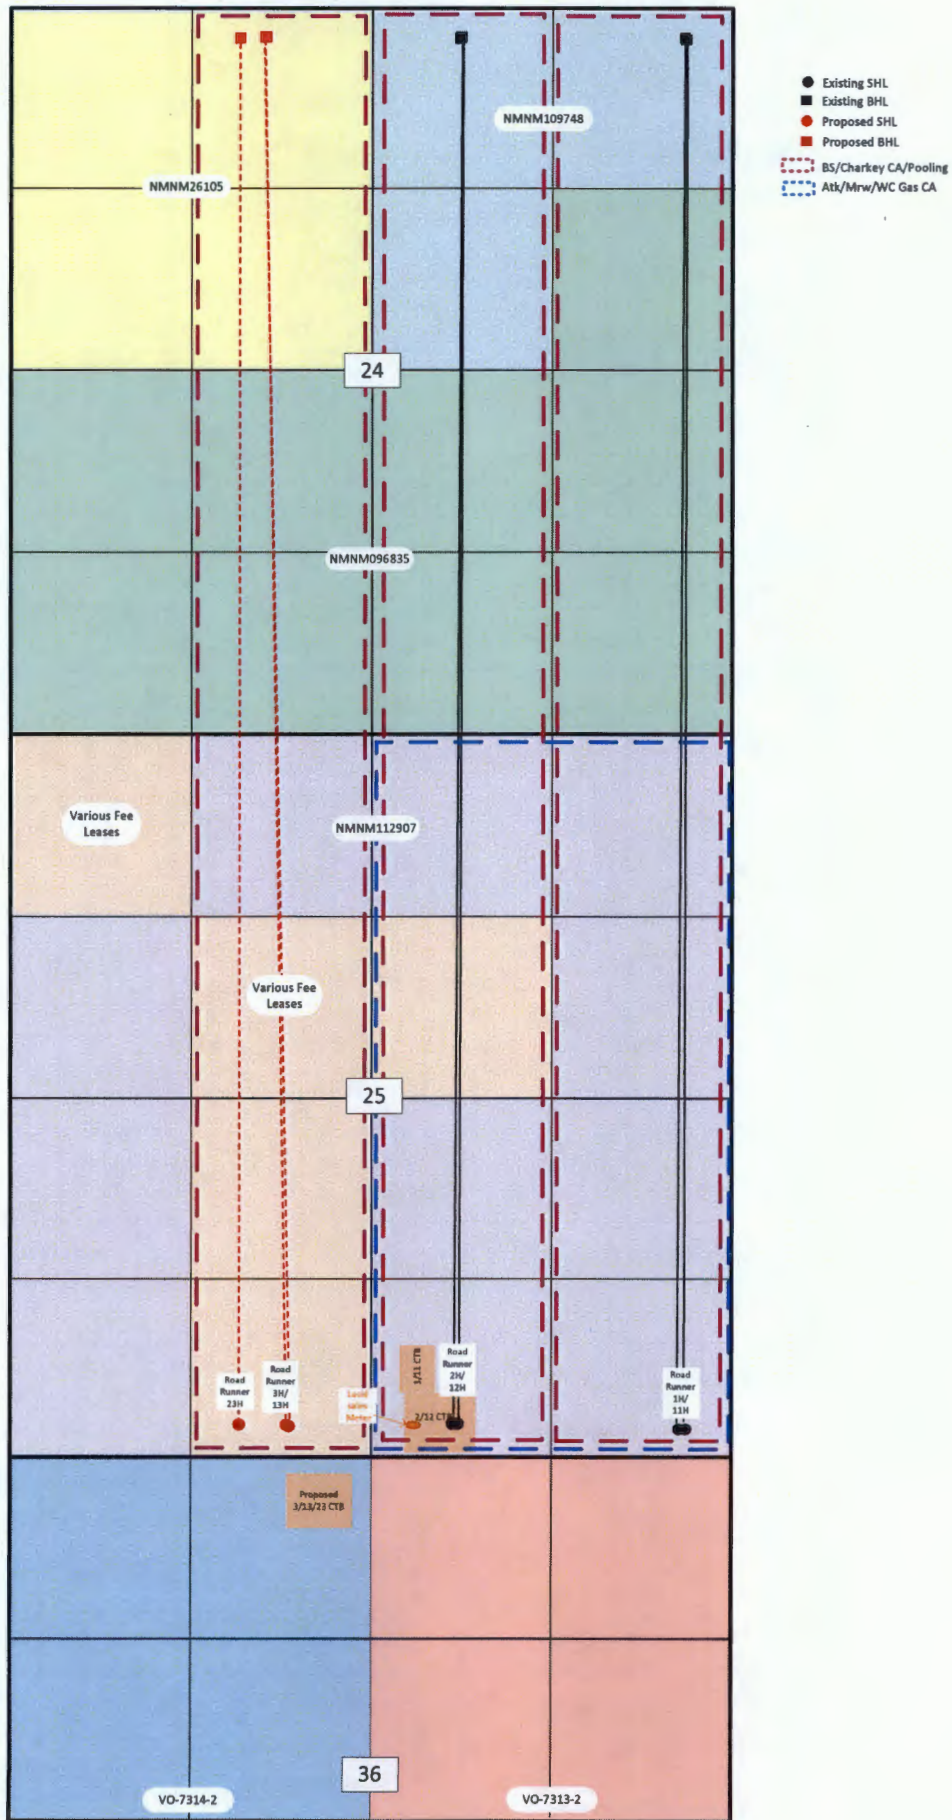 Existing SHL
Existing BHL
NMNM109748
Proposed SHL
Proposed BHL
BS/Charkey CA/Pooling
NMNM26105
Atk/Mrw/WC Gas CA
24
NMNM096835
Various Fee
Leases
NMNM112907
Various Fee
Leases
25
Road
Runner
23H
Road
Runner
3H/
13H
Sales
Meter
1/11 CTB
2/12 CTB
Road
Runner
2H/
12H
Road
Runner
1H/
11H
Proposed
3/13/23 CTB
36
VO-7314-2
VO-7313-2